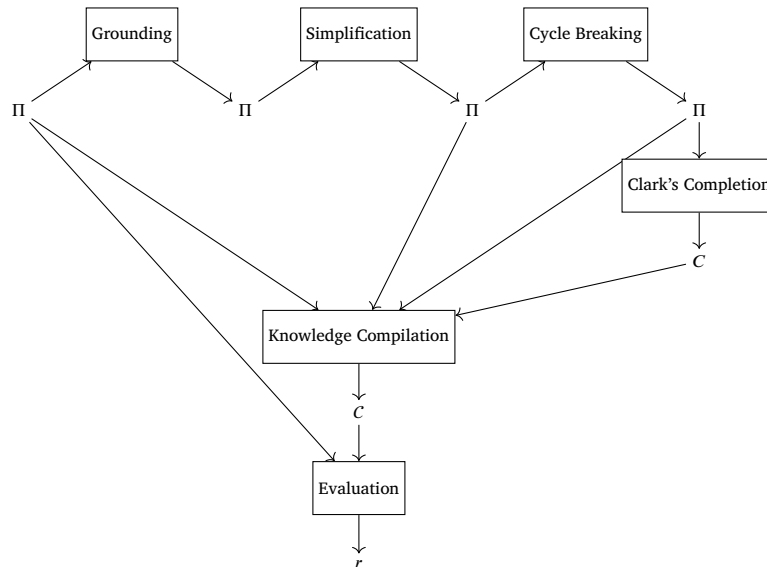 Grounding
Simplification
Cycle Breaking
Π
Π
Π
Π
Clark's Completion
C
Knowledge Compilation
𝒞
Evaluation
r